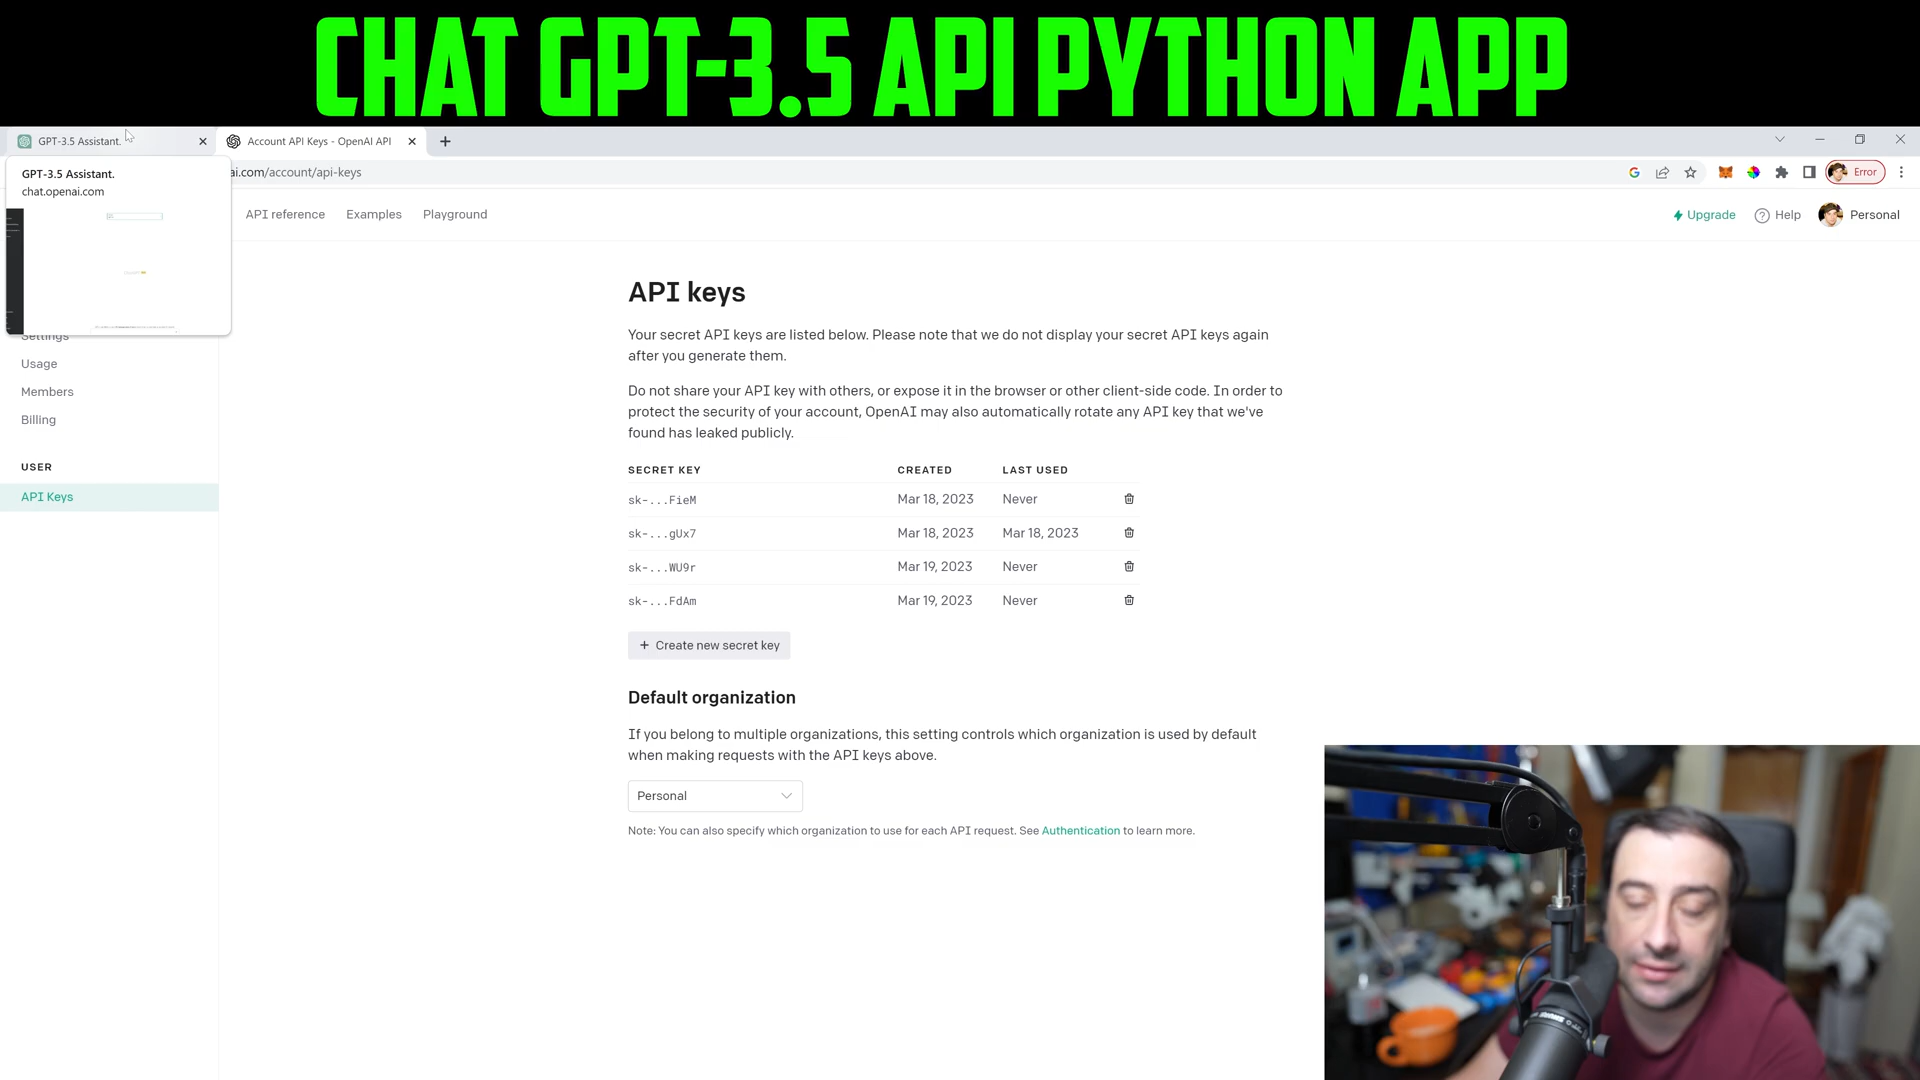 CHAT GPT-3.5 API PYTHON APP
GPT-3.5 Assistant.
Account API Keys - OpenAI API
GPT-3.5 Assistant.
chat.openai.com
ai.com/account/api-keys
Error
API reference
Examples
Playground
Upgrade
Help
Personal
Settings
Usage
Members
Billing
USER
API Keys
API keys
Your secret API keys are listed below. Please note that we do not display your secret API keys again
after you generate them.
Do not share your API key with others, or expose it in the browser or other client-side code. In order to
protect the security of your account, OpenAI may also automatically rotate any API key that we've
found has leaked publicly.
SECRET KEY CREATED LAST USED
sk-...FieM Mar 18, 2023 Never
sk-...gUx7 Mar 18, 2023 Mar 18, 2023
sk-...WU9r Mar 19, 2023 Never
sk-...FdAm Mar 19, 2023 Never
+ Create new secret key
Default organization
If you belong to multiple organizations, this setting controls which organization is used by default
when making requests with the API keys above.
Personal
Note: You can also specify which organization to use for each API request. See Authentication to learn more.